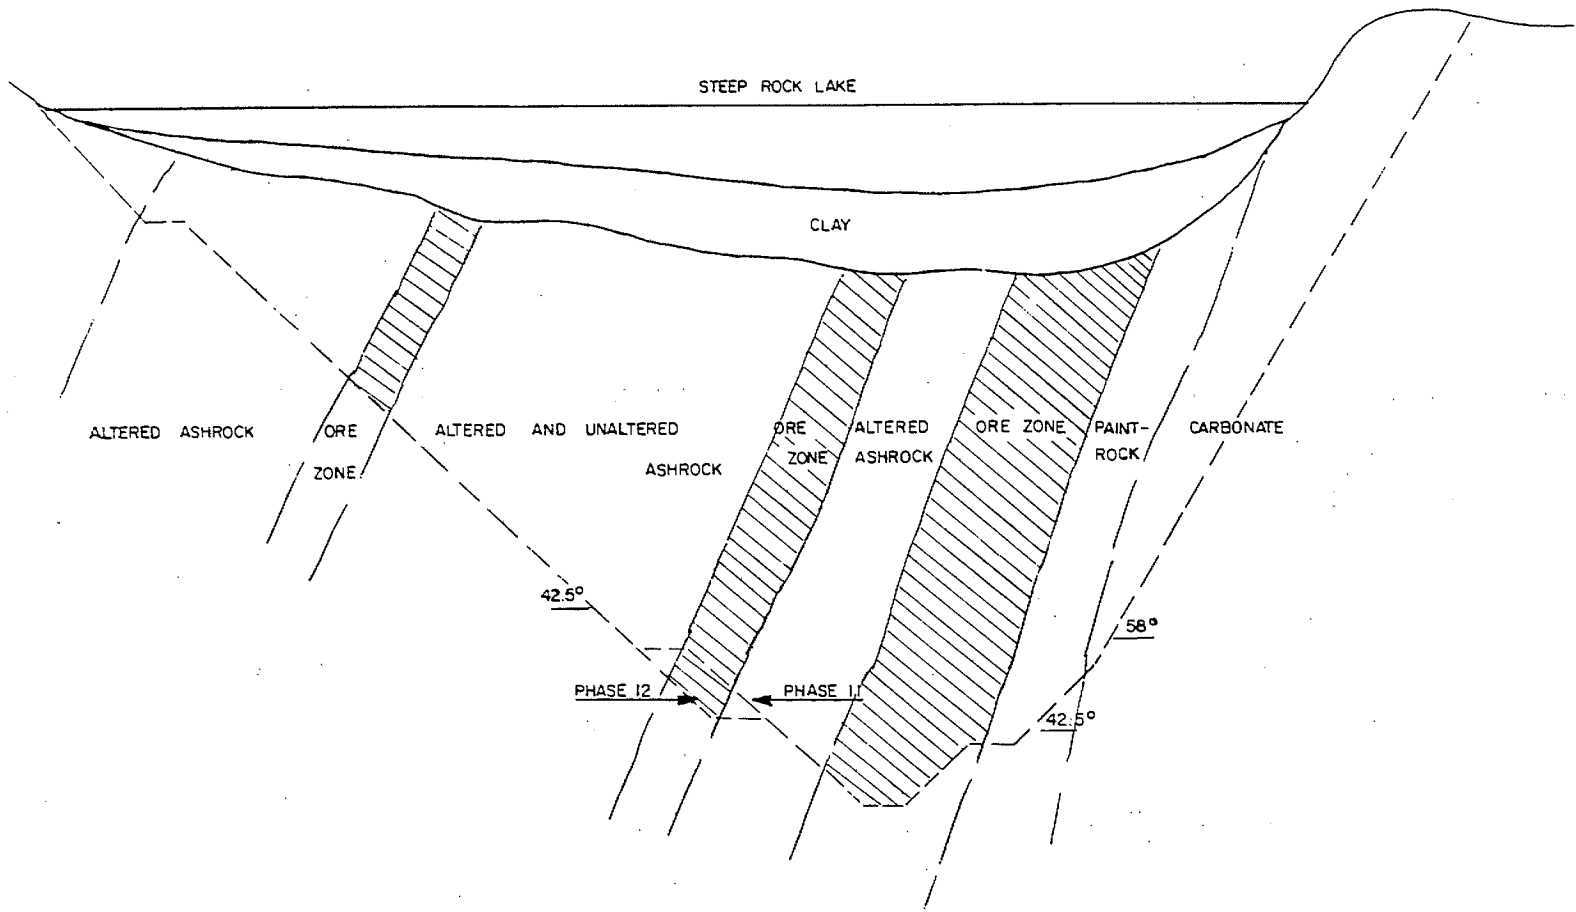 STEEP ROCK LAKE
CLAY
ALTERED ASHROCK
ORE
ZONE
ALTERED AND UNALTERED
ASHROCK
ORE
ZONE
ALTERED
ASHROCK
ORE ZONE
PAINT-
ROCK
CARBONATE
42.5°
58°
PHASE 12
PHASE 11
42.5°